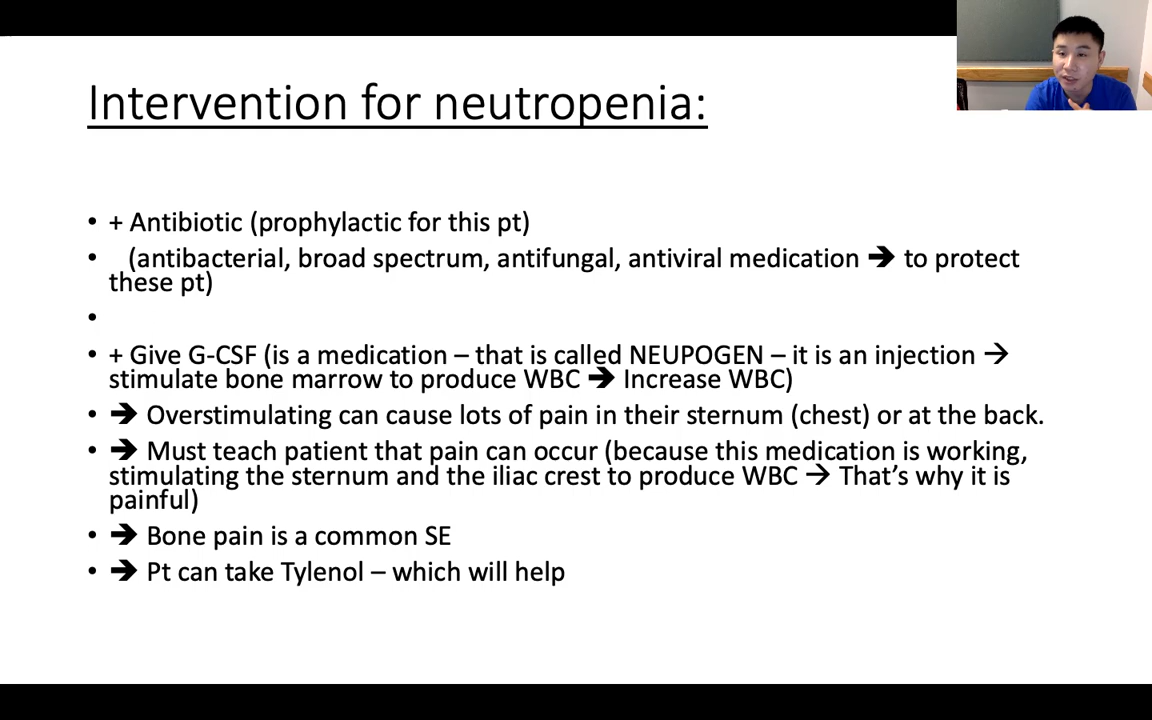 Intervention for neutropenia:
• + Antibiotic (prophylactic for this pt)
• (antibacterial, broad spectrum, antifungal, antiviral medication ➔ to protect
these pt)
•
• + Give G-CSF (is a medication – that is called NEUPOGEN – it is an injection →
stimulate bone marrow to produce WBC ➔ Increase WBC)
• ➔ Overstimulating can cause lots of pain in their sternum (chest) or at the back.
• ➔ Must teach patient that pain can occur (because this medication is working,
stimulating the sternum and the iliac crest to produce WBC → That’s why it is
painful)
• ➔ Bone pain is a common SE
• ➔ Pt can take Tylenol – which will help